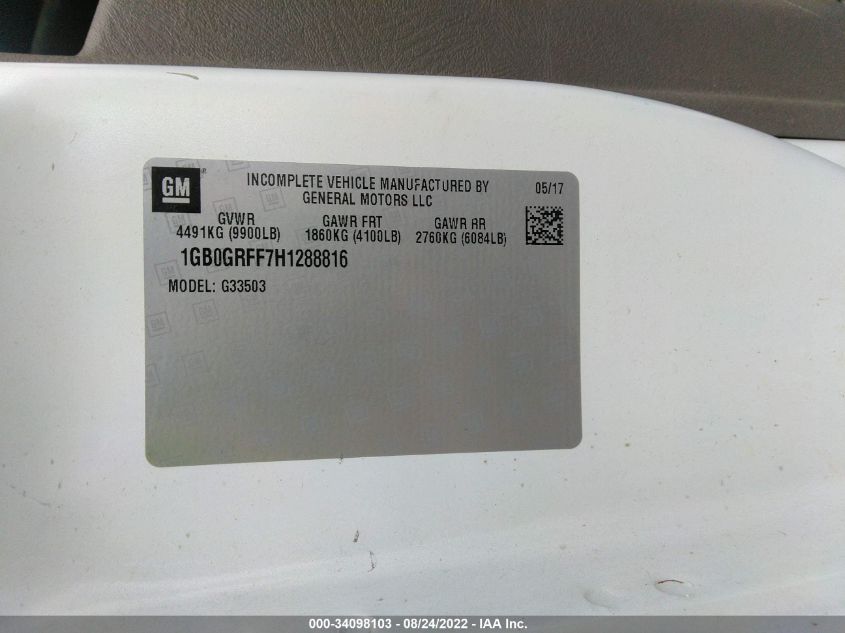 GM
INCOMPLETE VEHICLE MANUFACTURED BY
GENERAL MOTORS LLC
05/17
GVWR GAWR FRT GAWR RR
4491KG (9900LB) 1860KG (4100LB) 2760KG (6084LB)
1GB0GRFF7H1288816
MODEL: G33503
000-34098103 - 08/24/2022 - IAA Inc.